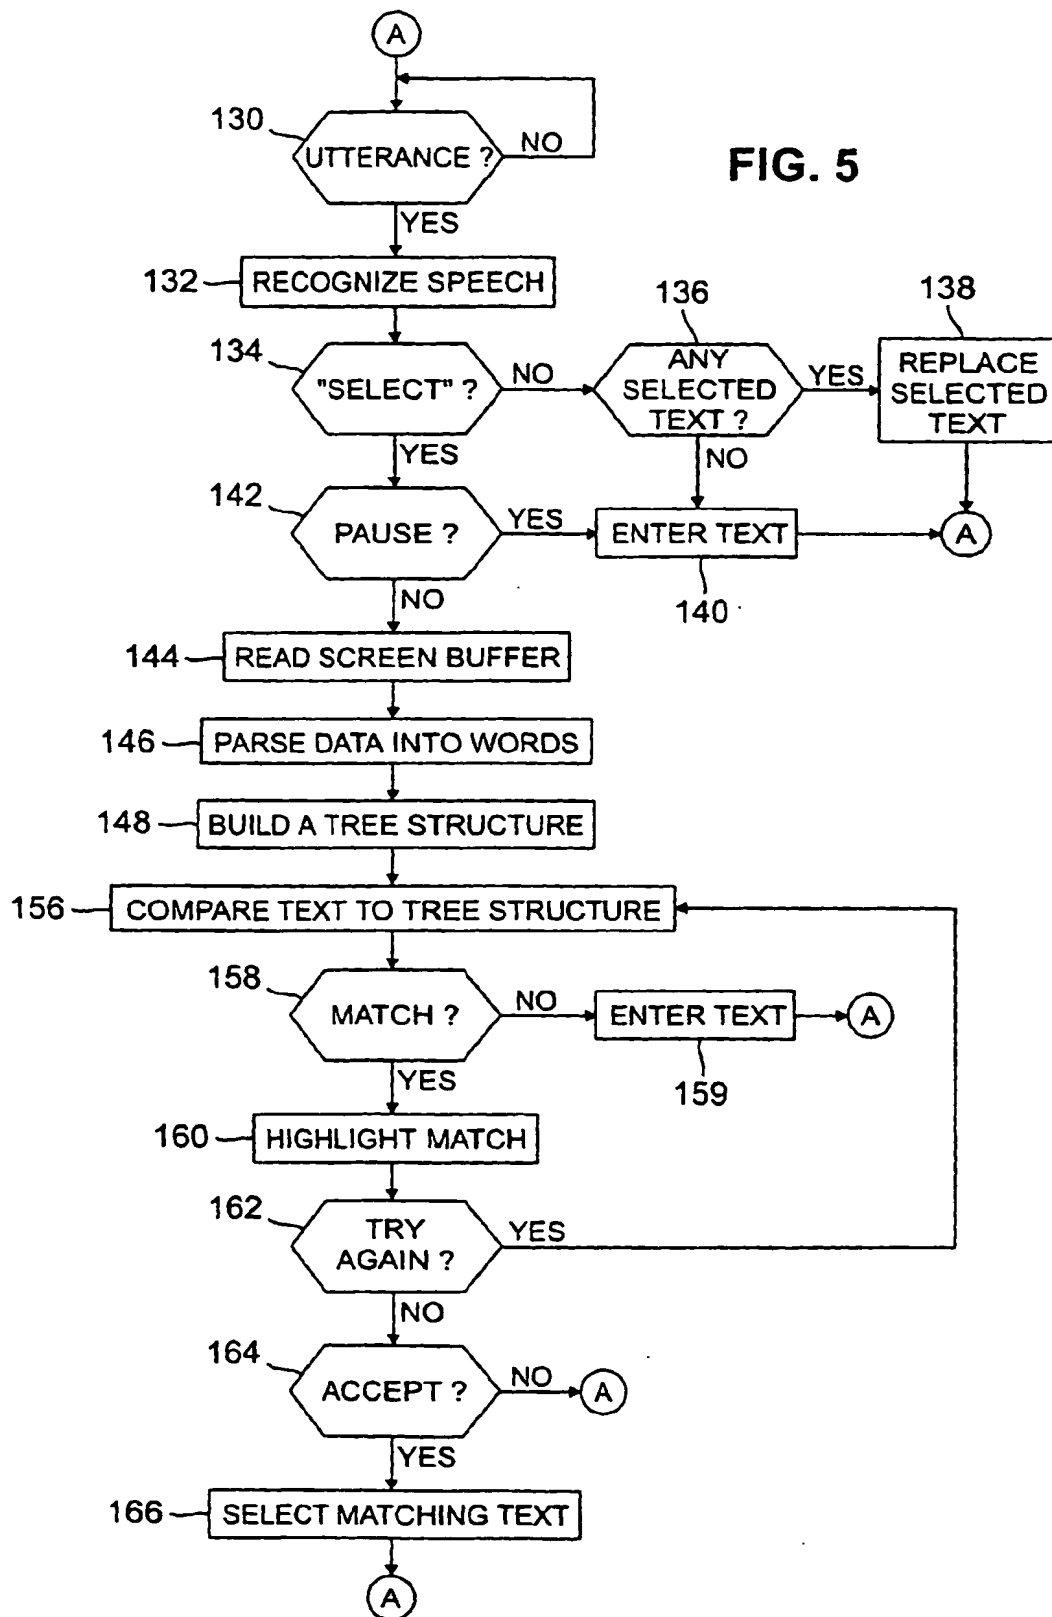 A
130
UTTERANCE ?
NO
FIG. 5
YES
132
RECOGNIZE SPEECH
134
"SELECT" ?
NO
136
ANY
SELECTED
TEXT ?
YES
138
REPLACE
SELECTED
TEXT
YES
NO
142
PAUSE ?
YES
ENTER TEXT
A
140
NO
144
READ SCREEN BUFFER
146
PARSE DATA INTO WORDS
148
BUILD A TREE STRUCTURE
156
COMPARE TEXT TO TREE STRUCTURE
158
MATCH ?
NO
ENTER TEXT
A
159
YES
160
HIGHLIGHT MATCH
162
TRY
AGAIN ?
YES
NO
164
ACCEPT ?
NO
A
YES
166
SELECT MATCHING TEXT
A